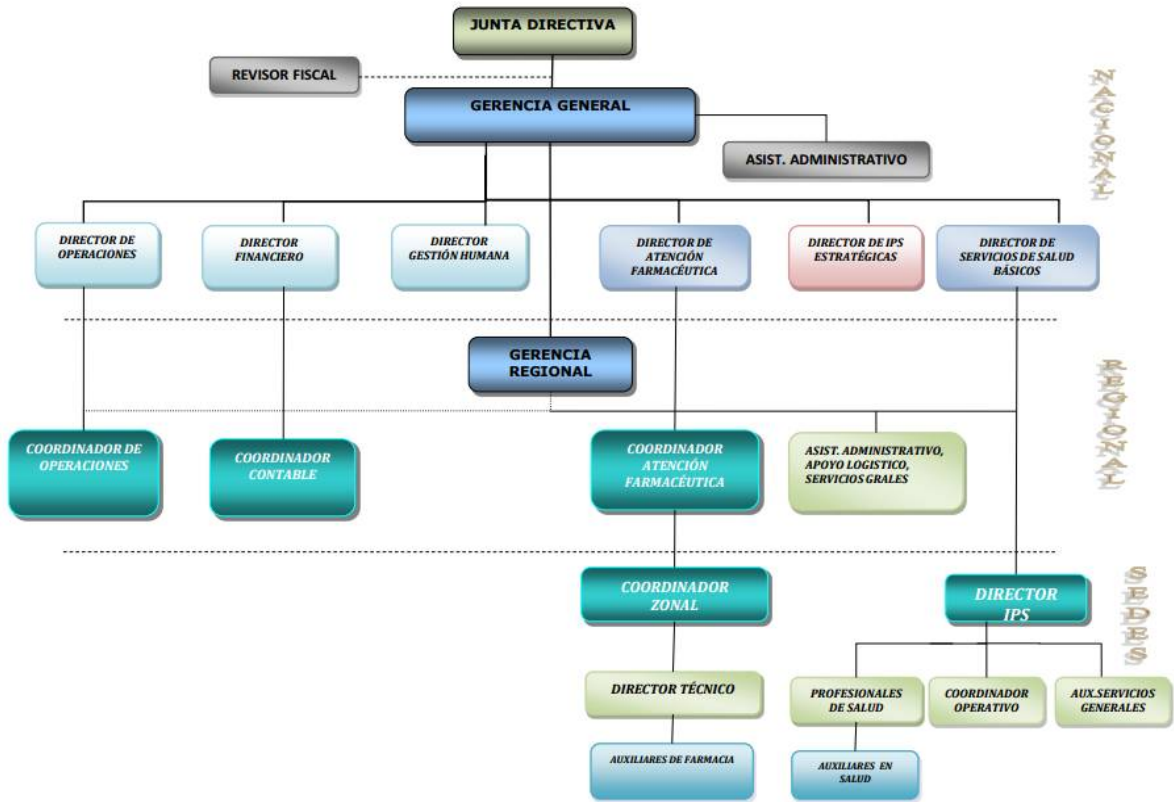 JUNTA DIRECTIVA
REVISOR FISCAL
GERENCIA GENERAL
ASIST. ADMINISTRATIVO
NACIONAL
DIRECTOR DE
OPERACIONES
DIRECTOR
FINANCIERO
DIRECTOR
GESTIÓN HUMANA
DIRECTOR DE
ATENCIÓN
FARMACÉUTICA
DIRECTOR DE IPS
ESTRATÉGICAS
DIRECTOR DE
SERVICIOS DE SALUD
BÁSICOS
GERENCIA
REGIONAL
REGIONAL
COORDINADOR DE
OPERACIONES
COORDINADOR
CONTABLE
COORDINADOR
ATENCIÓN
FARMACÉUTICA
ASIST. ADMINISTRATIVO,
APOYO LOGISTICO,
SERVICIOS GRALES
COORDINADOR
ZONAL
DIRECTOR
IPS
SEDES
DIRECTOR TÉCNICO
PROFESIONALES
DE SALUD
COORDINADOR
OPERATIVO
AUX.SERVICIOS
GENERALES
AUXILIARES DE FARMACIA
AUXILIARES EN
SALUD